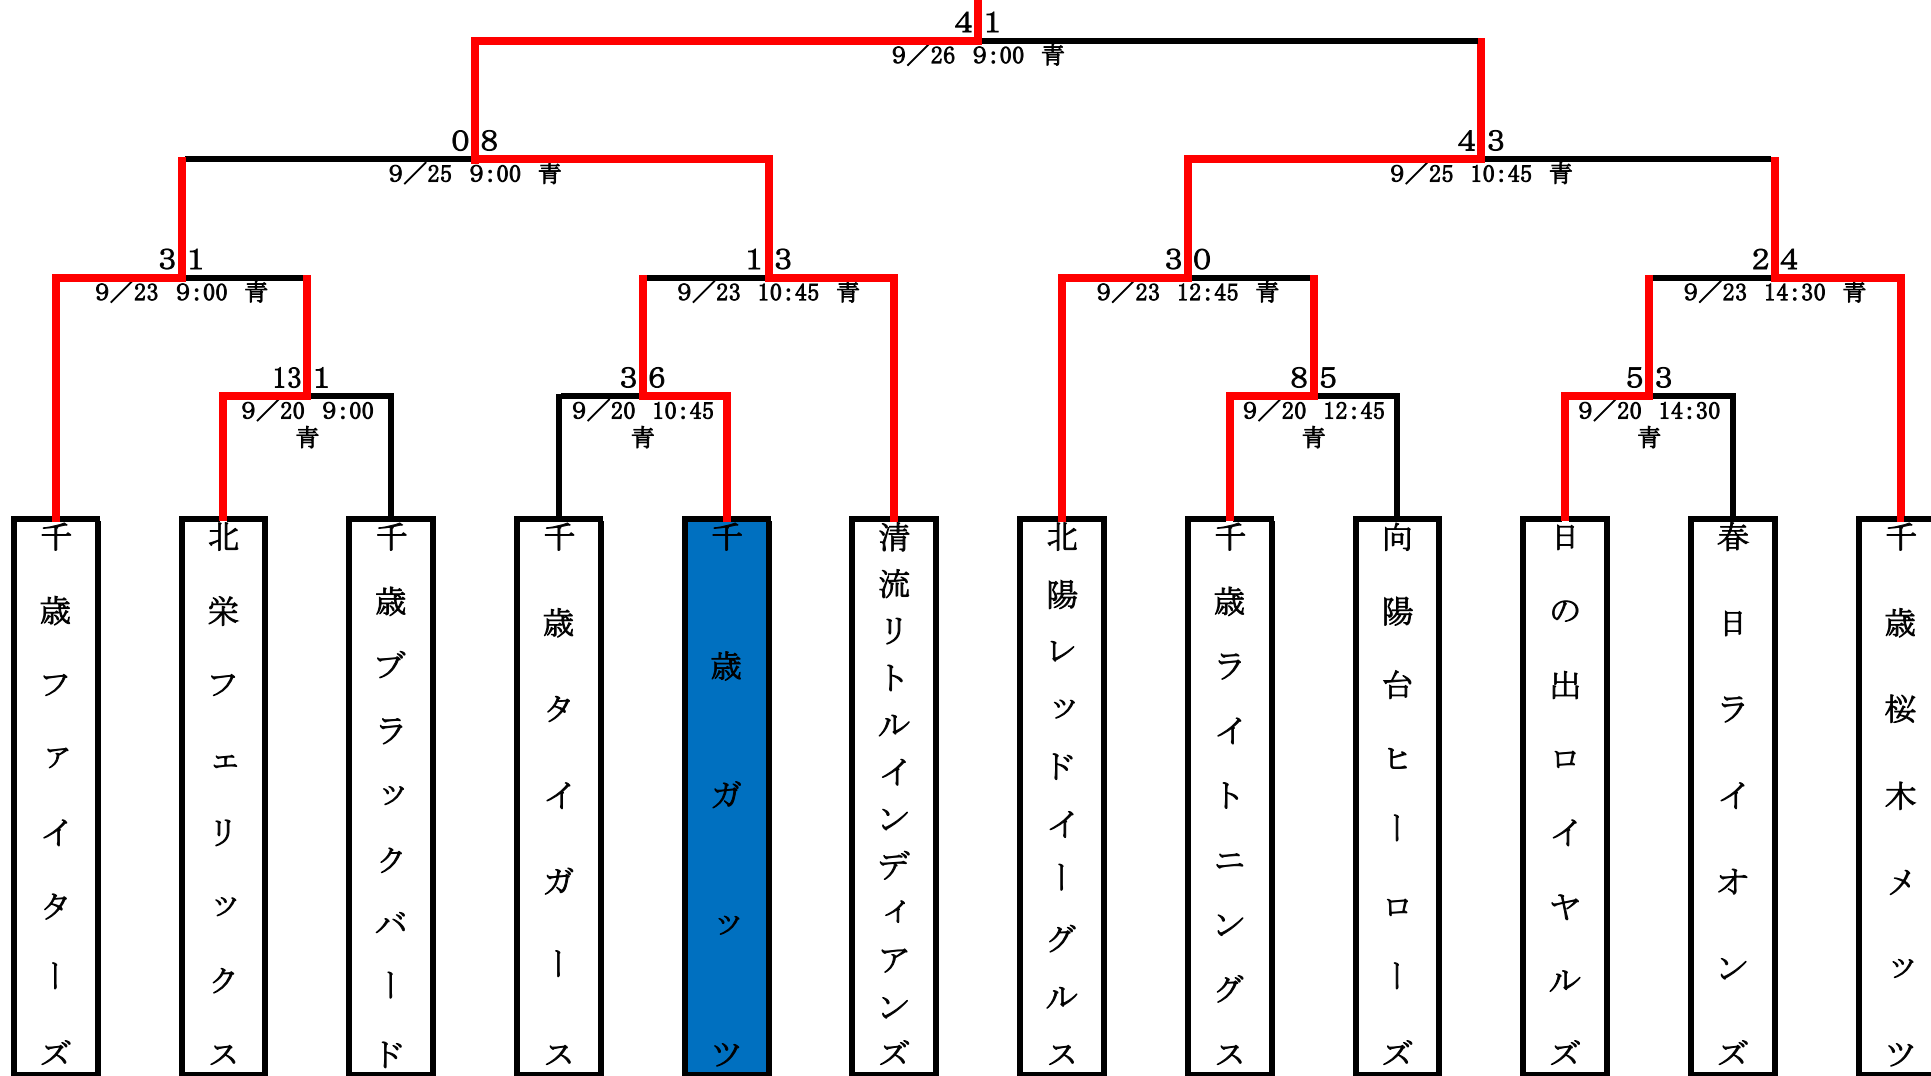 4 1
9／26 9:00 青
0 8
9／25 9:00 青
4 3
9／25 10:45 青
3 1
9／23 9:00 青
1 3
9／23 10:45 青
3 0
9／23 12:45 青
2 4
9／23 14:30 青
13 1
9／20 9:00
青
3 6
9／20 10:45
青
8 5
9／20 12:45
青
5 3
9／20 14:30
青
千歳ファイターズ
北栄フェリックス
千歳ブラックバード
千歳タイガース
千歳ガッツ
清流リトルインディアンズ
北陽レッドイーグルス
千歳ライトニングス
向陽台ヒーローズ
日の出ロイヤルズ
春日ライオンズ
千歳桜木メッツ